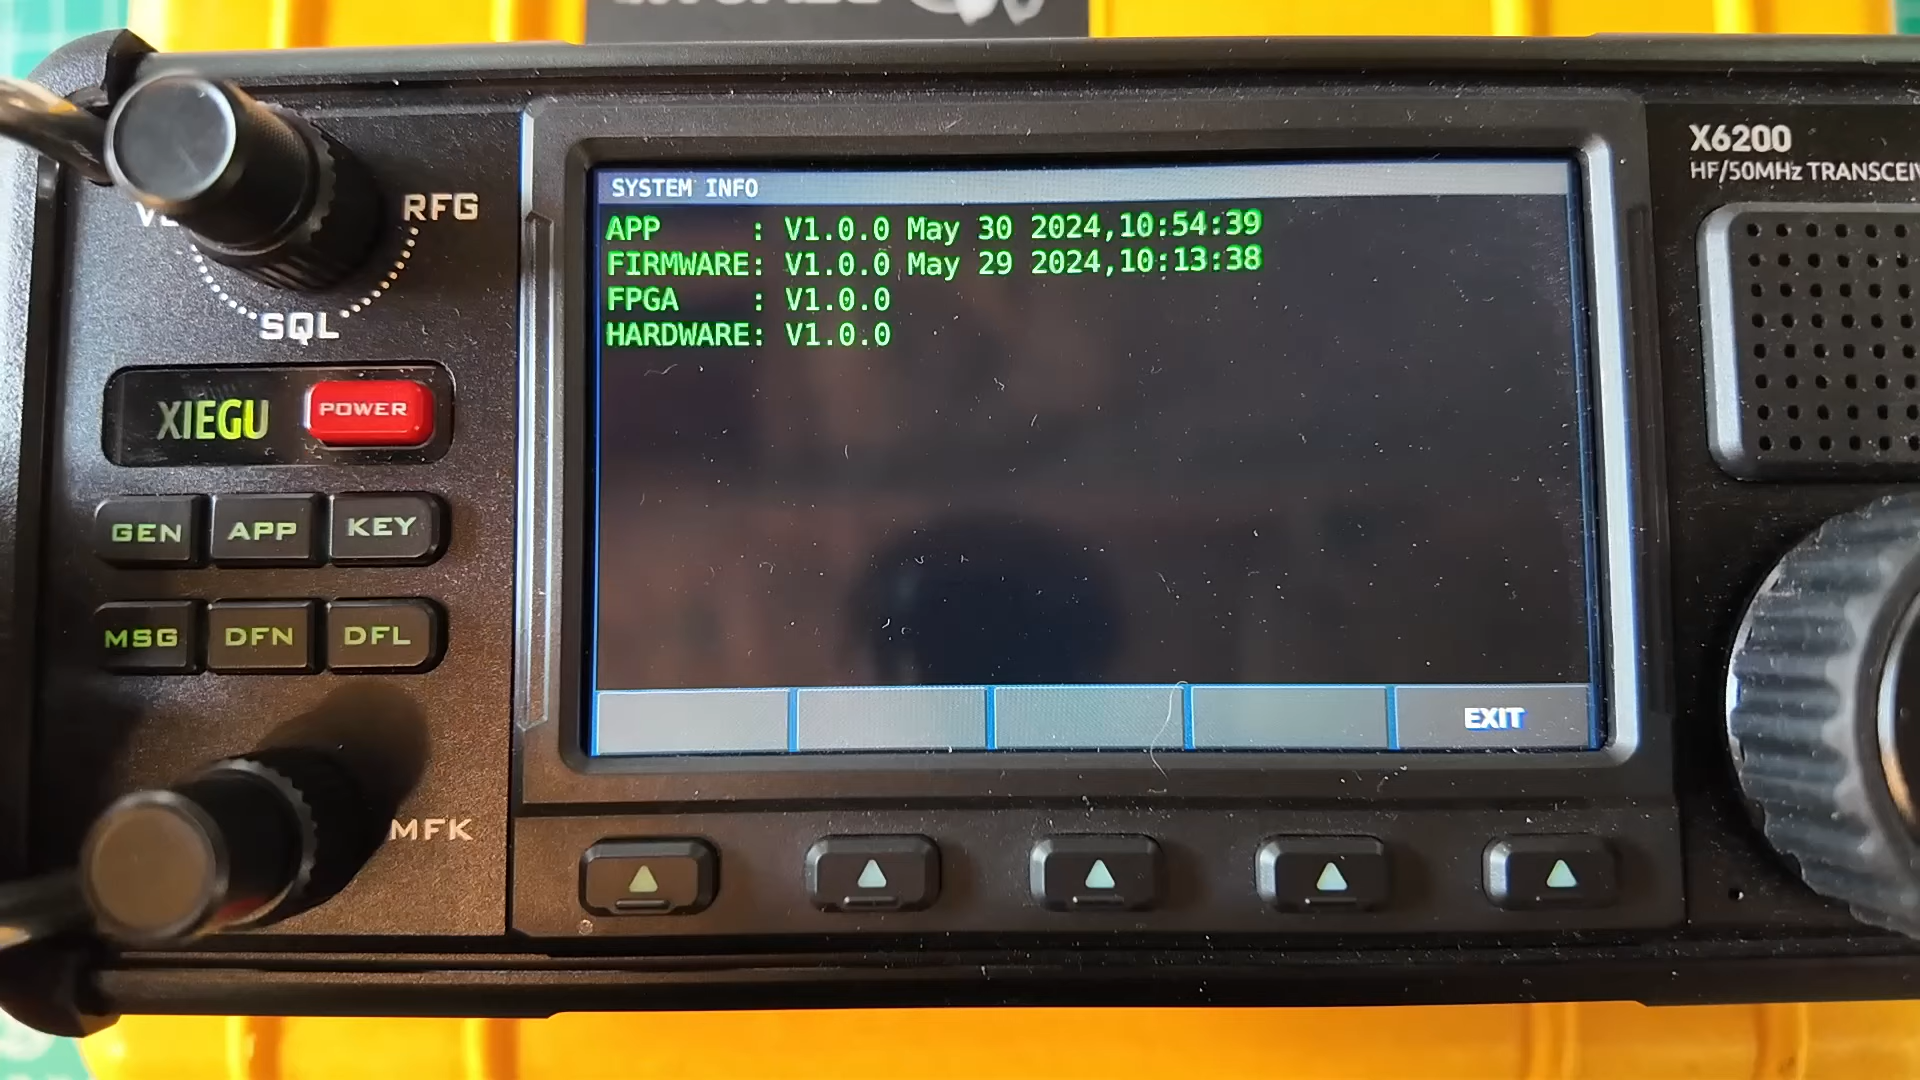 X6200
HF/50MHz
SYSTEM INFO
APP : V1.0.0 May 30 2024,10:54:39
FIRMWARE: V1.0.0 May 29 2024,10:13:38
FPGA : V1.0.0
HARDWARE: V1.0.0
EXIT
RFG
SQL
XIEGU
POWER
GEN
APP
KEY
MSG
DFN
DFL
MFK